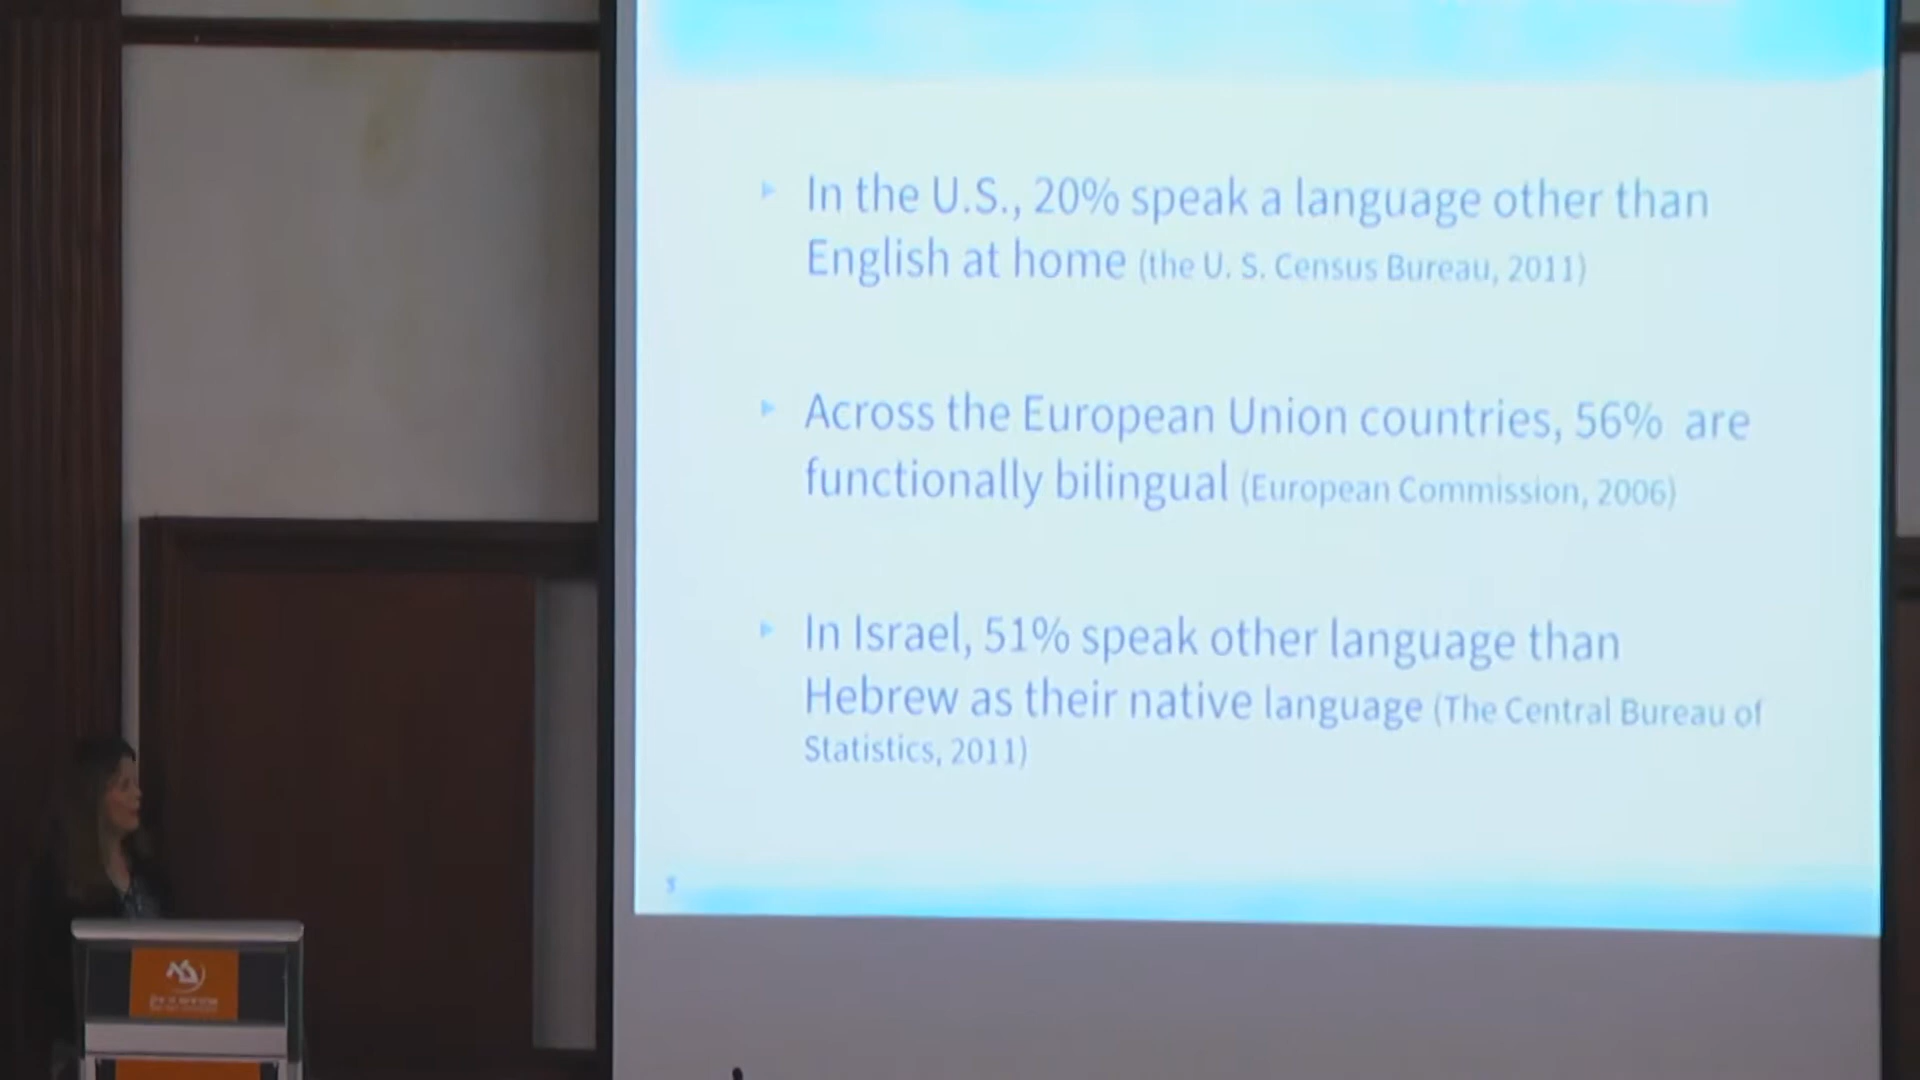 In the U.S., 20% speak a language other than
English at home (the U. S. Census Bureau, 2011)
Across the European Union countries, 56% are
functionally bilingual (European Commission, 2006)
In Israel, 51% speak other language than
Hebrew as their native language (The Central Bureau of
Statistics, 2011)